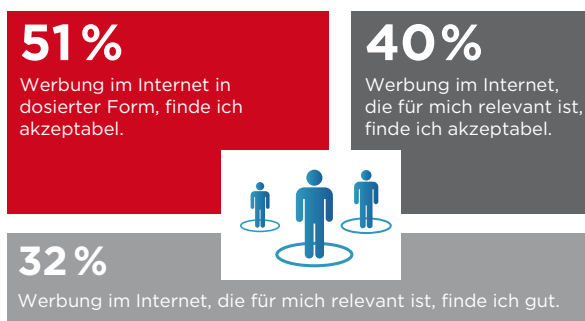 51 %
Werbung im Internet in
dosierter Form, finde ich
akzeptabel.
40 %
Werbung im Internet,
die für mich relevant ist,
finde ich akzeptabel.
32 %
Werbung im Internet, die für mich relevant ist, finde ich gut.